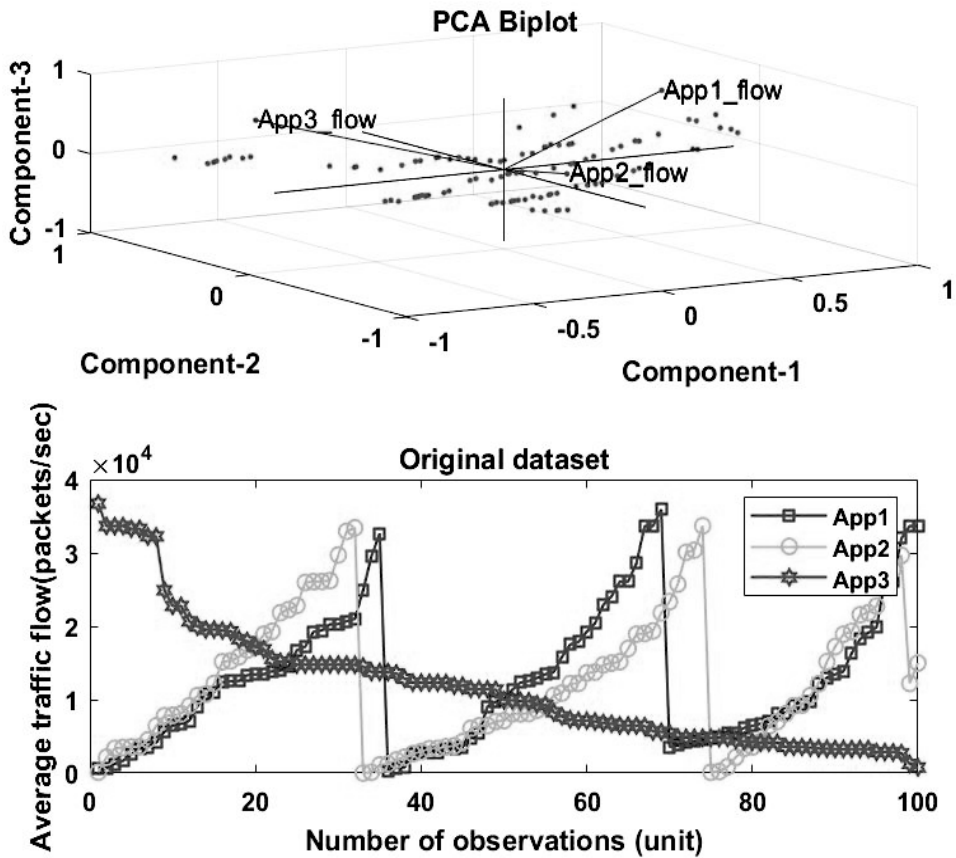 PCA Biplot
Component-3
1
0
-1
App3_flow
App1_flow
App2_flow
1
0
-1
Component-2
-1
-0.5
0
0.5
1
Component-1
Original dataset
×10^4
Average traffic flow(packets/sec)
4
3
2
1
0
App1
App2
App3
0 20 40 60 80 100
Number of observations (unit)